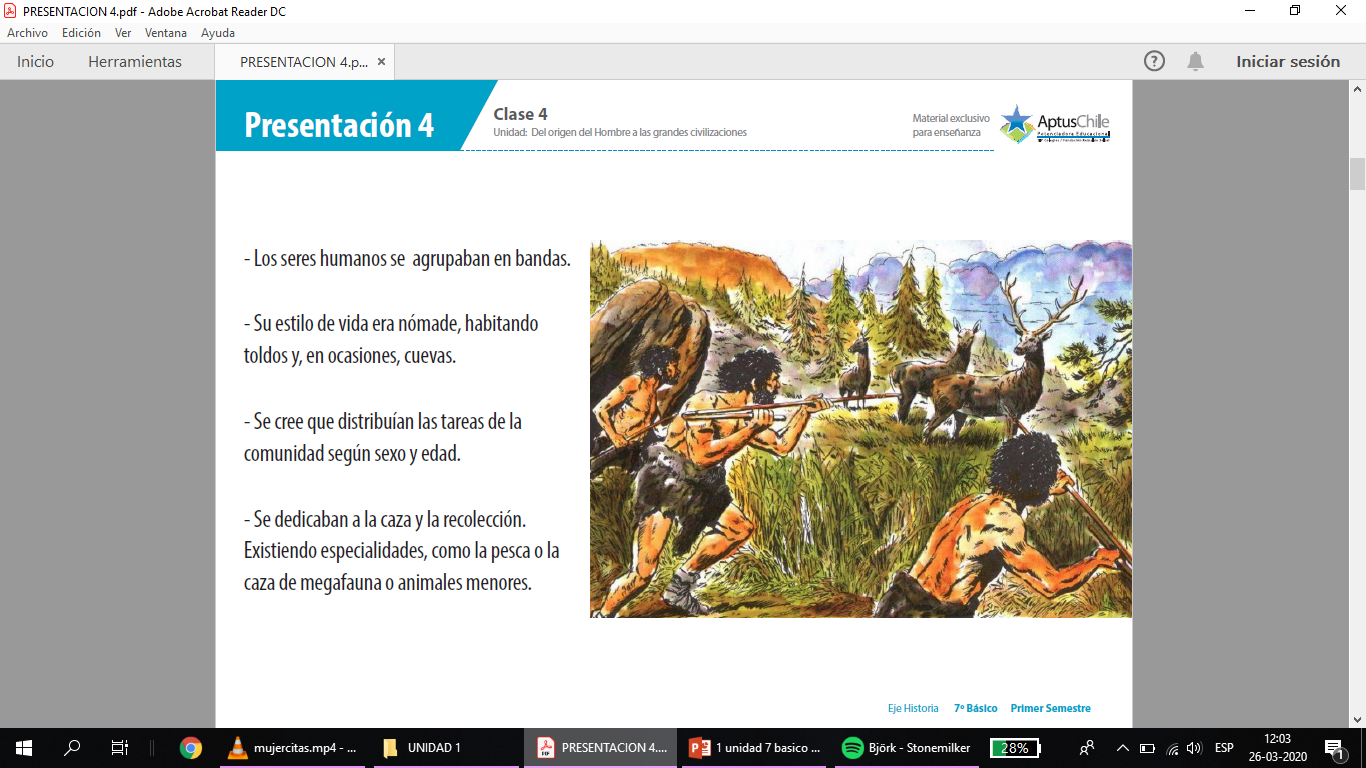 PRESENTACION 4.pdf - Adobe Acrobat Reader DC
Archivo Edición Ver Ventana Ayuda
Inicio Herramientas PRESENTACION 4.p... × Iniciar sesión
Presentación 4
Clase 4
Unidad: Del origen del Hombre a las grandes civilizaciones
Material exclusivo
para enseñanza
AptusChile
Potenciadora Educacional
- Los seres humanos se agrupaban en bandas.
- Su estilo de vida era nómade, habitando
toldos y, en ocasiones, cuevas.
- Se cree que distribuían las tareas de la
comunidad según sexo y edad.
- Se dedicaban a la caza y la recolección.
Existiendo especialidades, como la pesca o la
caza de megafauna o animales menores.
Eje Historia 7º Básico Primer Semestre
mujercitas.mp4 - ... UNIDAD 1 PRESENTACION 4.... 1 unidad 7 basico ... Björk - Stonemilker 28% ESP
12:03
26-03-2020
1